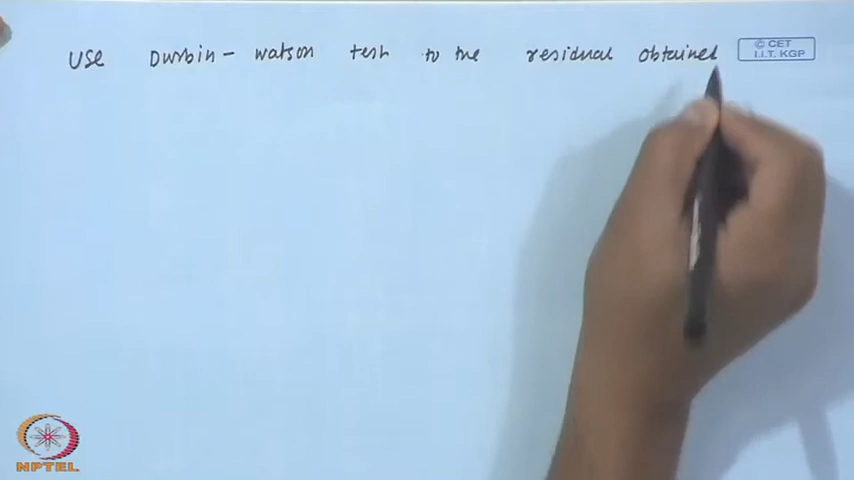 Use Durbin-Watson test to the residual obtained
© CET
I.I.T. KGP
NPTEL